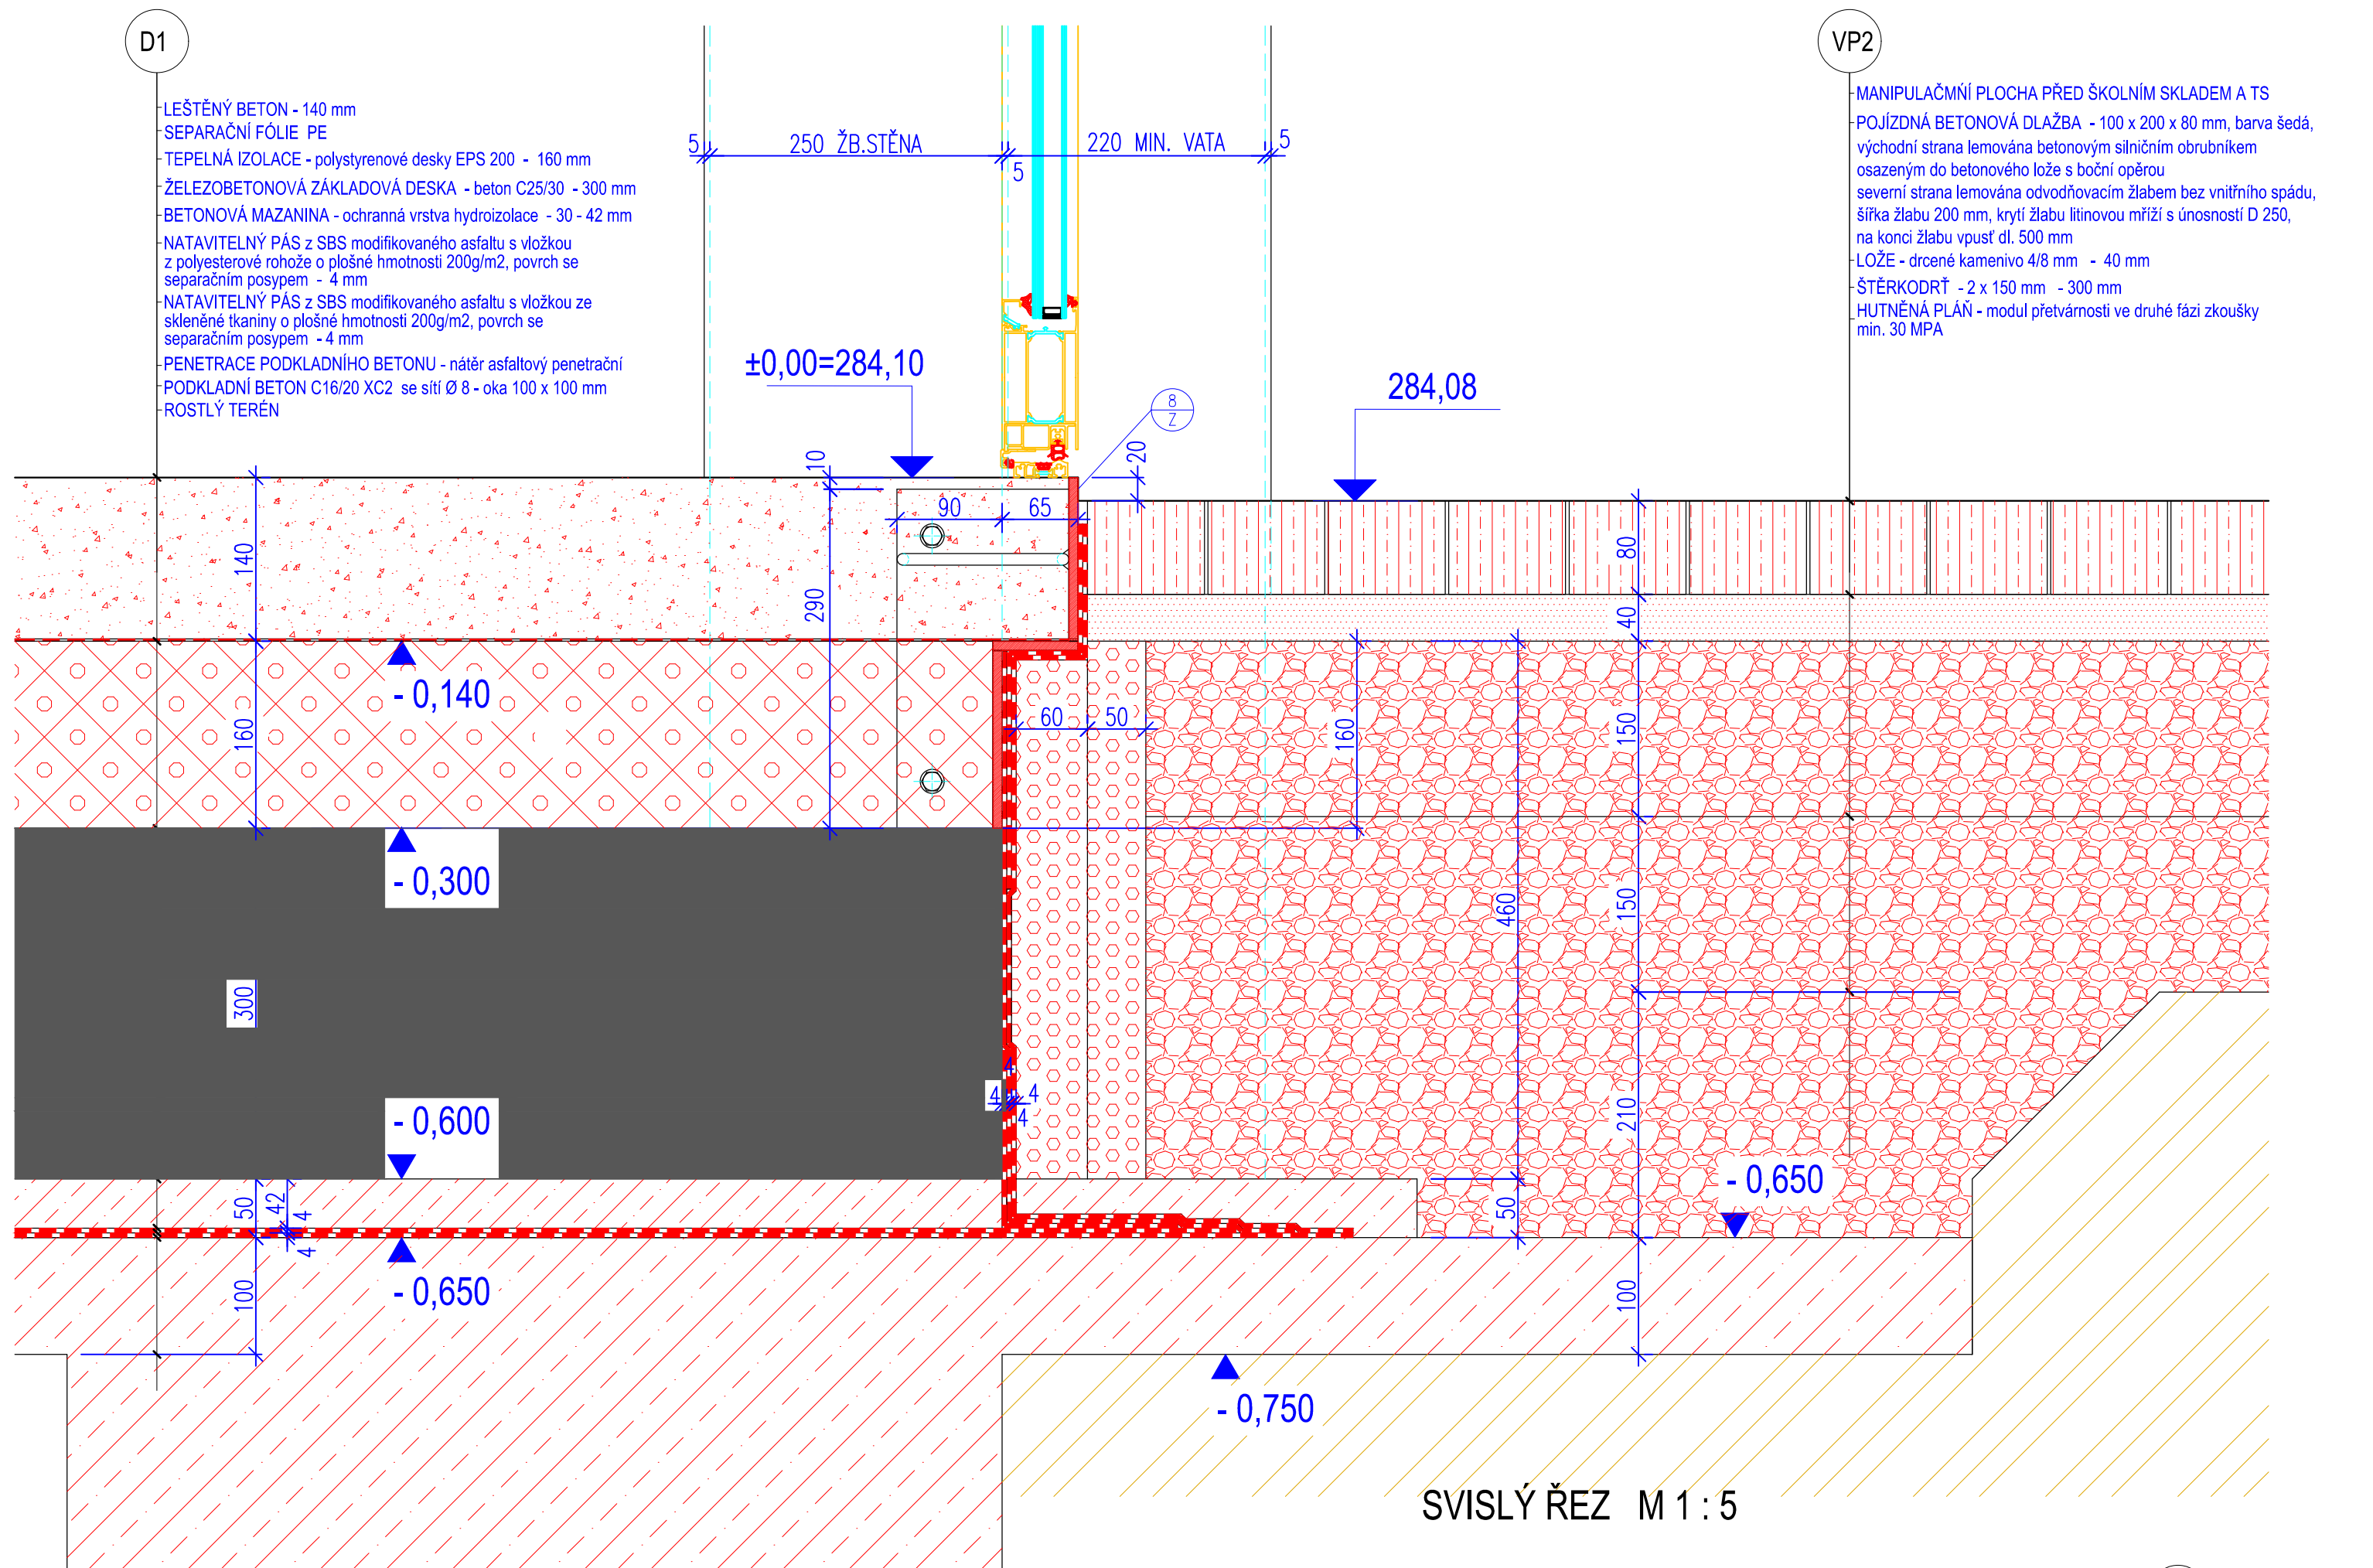 D1
LEŠTĚNÝ BETON - 140 mm
SEPARAČNÍ FÓLIE PE
TEPELNÁ IZOLACE - polystyrenové desky EPS 200 - 160 mm
ŽELEZOBETONOVÁ ZÁKLADOVÁ DESKA - beton C25/30 - 300 mm
BETONOVÁ MAZANINA - ochranná vrstva hydroizolace - 30 - 42 mm
NATAVITELNÝ PÁS z SBS modifikovaného asfaltu s vložkou
z polyesterové rohože o plošné hmotnosti 200g/m2, povrch se
separačním posypem - 4 mm
NATAVITELNÝ PÁS z SBS modifikovaného asfaltu s vložkou ze
skleněné tkaniny o plošné hmotnosti 200g/m2, povrch se
separačním posypem - 4 mm
PENETRACE PODKLADNÍHO BETONU - nátěr asfaltový penetrační
PODKLADNÍ BETON C16/20 XC2 se sítí Ø 8 - oka 100 x 100 mm
ROSTLÝ TERÉN
5
250 ŽB.STĚNA
5
220 MIN. VATA
5
VP2
MANIPULAČMŃÍ PLOCHA PŘED ŠKOLNÍM SKLADEM A TS
POJÍZDNÁ BETONOVÁ DLAŽBA - 100 x 200 x 80 mm, barva šedá,
východní strana lemována betonovým silničním obrubníkem
osazeným do betonového lože s boční opěrou
severní strana lemována odvodňovacím žlabem bez vnitřního spádu,
šířka žlabu 200 mm, krytí žlabu litinovou mříží s únosností D 250,
na konci žlabu vpusť dl. 500 mm
LOŽE - drcené kamenivo 4/8 mm - 40 mm
ŠTĚRKODRŤ - 2 x 150 mm - 300 mm
HUTNĚNÁ PLÁŇ - modul přetvárnosti ve druhé fázi zkoušky
min. 30 MPA
±0,00=284,10
8
Z
284,08
10
20
90
65
140
290
80
40
- 0,140
160
60
50
160
150
- 0,300
300
460
150
4
4
4
4
- 0,600
210
- 0,650
50
42
4
4
50
- 0,650
100
100
- 0,750
SVISLÝ ŘEZ M 1 : 5